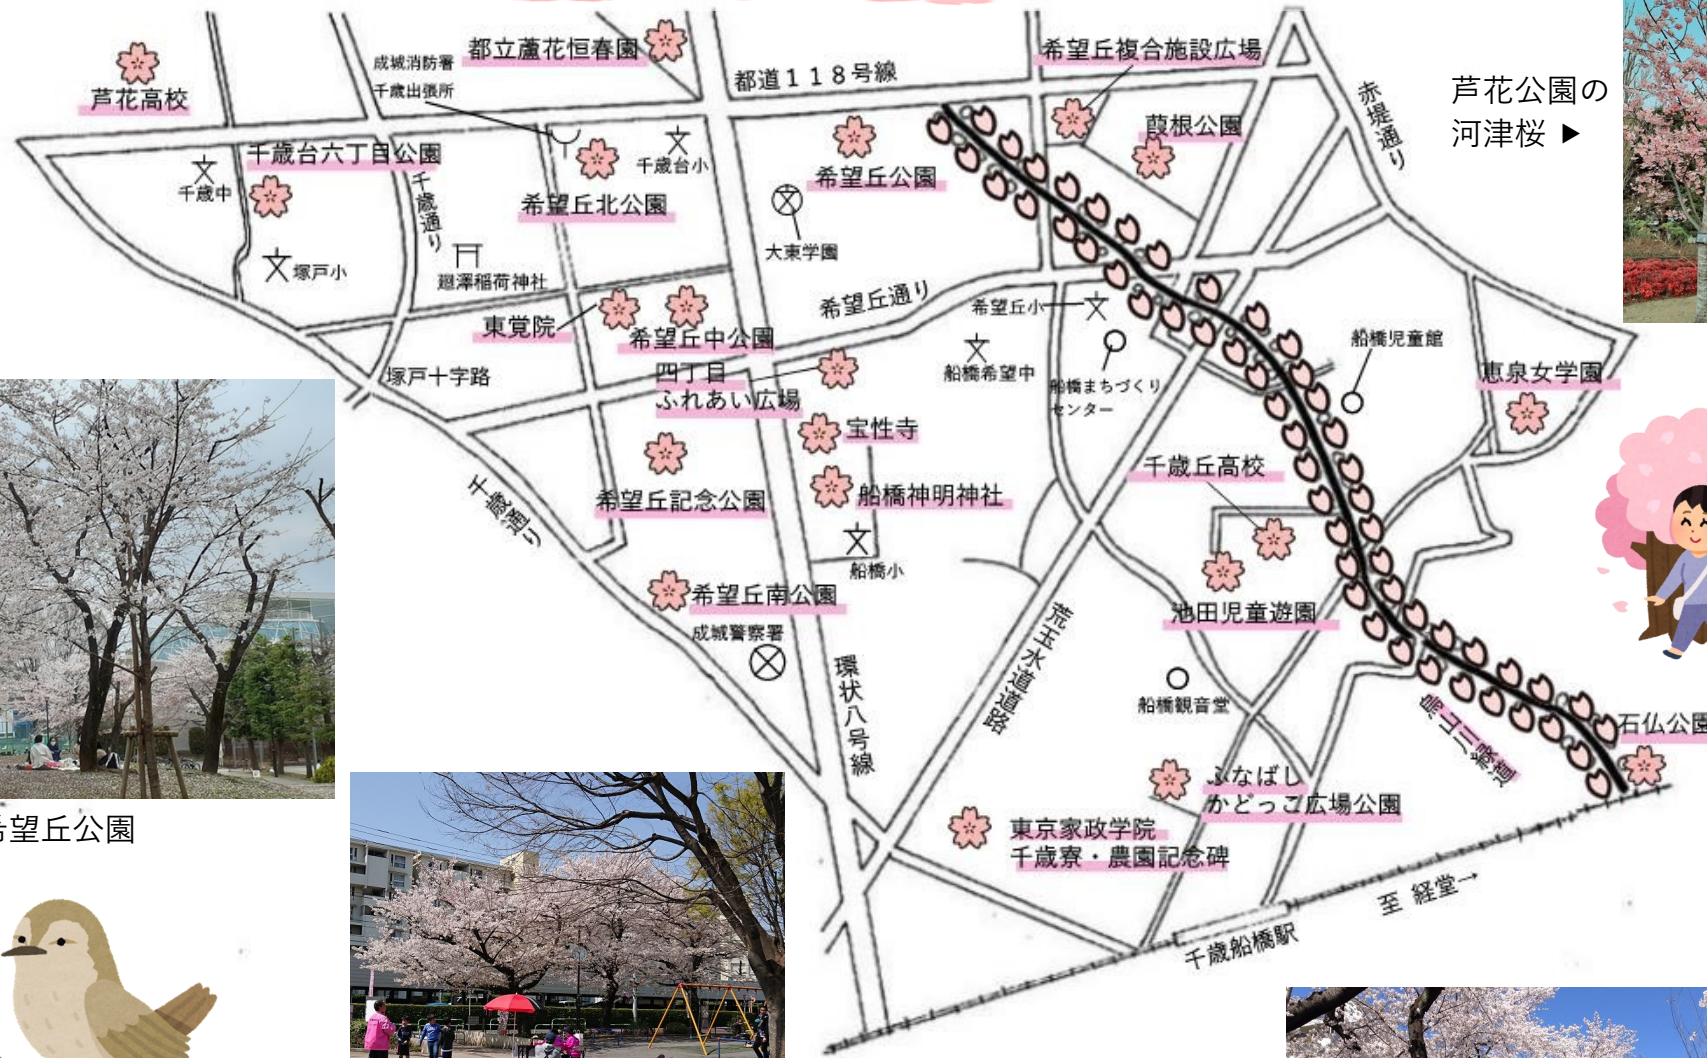 都立蘆花恒春園
希望丘複合施設広場
芦花高校
成城消防署
千歳出張所
都道118号線
赤堤通り
芦花公園の
河津桜 ▶
葭根公園
千歳台六丁目公園
千歳中
千歳通り
千歳台小
希望丘公園
希望丘北公園
大東学園
塚戸小
廻澤稲荷神社
希望丘通り
希望丘小
東覚院
希望丘中公園
船橋児童館
船橋希望中
船橋まちづくり
センター
塚戸十字路
四丁目
ふれあい広場
恵泉女学園
宝性寺
千歳丘高校
希望丘記念公園
船橋神明神社
千歳通り
船橋小
希望丘南公園
池田児童遊園
成城警察署
荒玉水道道路
環状八号線
船橋観音堂
烏山川緑道
石仏公園
ふなばし
かどっこ広場公園
東京家政学院
千歳寮・農園記念碑
希望丘公園
至 経堂→
千歳船橋駅